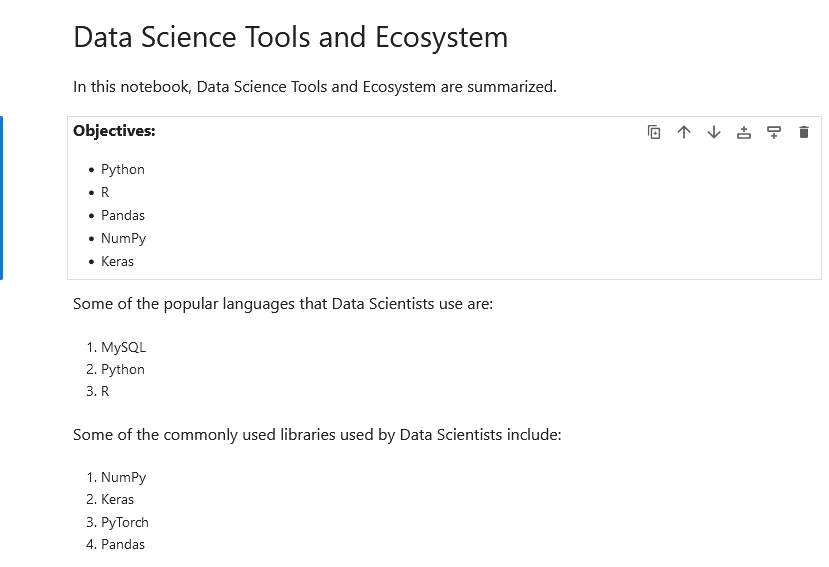 Data Science Tools and Ecosystem
In this notebook, Data Science Tools and Ecosystem are summarized.
Objectives:
• Python
• R
• Pandas
• NumPy
• Keras
Some of the popular languages that Data Scientists use are:
1. MySQL
2. Python
3. R
Some of the commonly used libraries used by Data Scientists include:
1. NumPy
2. Keras
3. PyTorch
4. Pandas